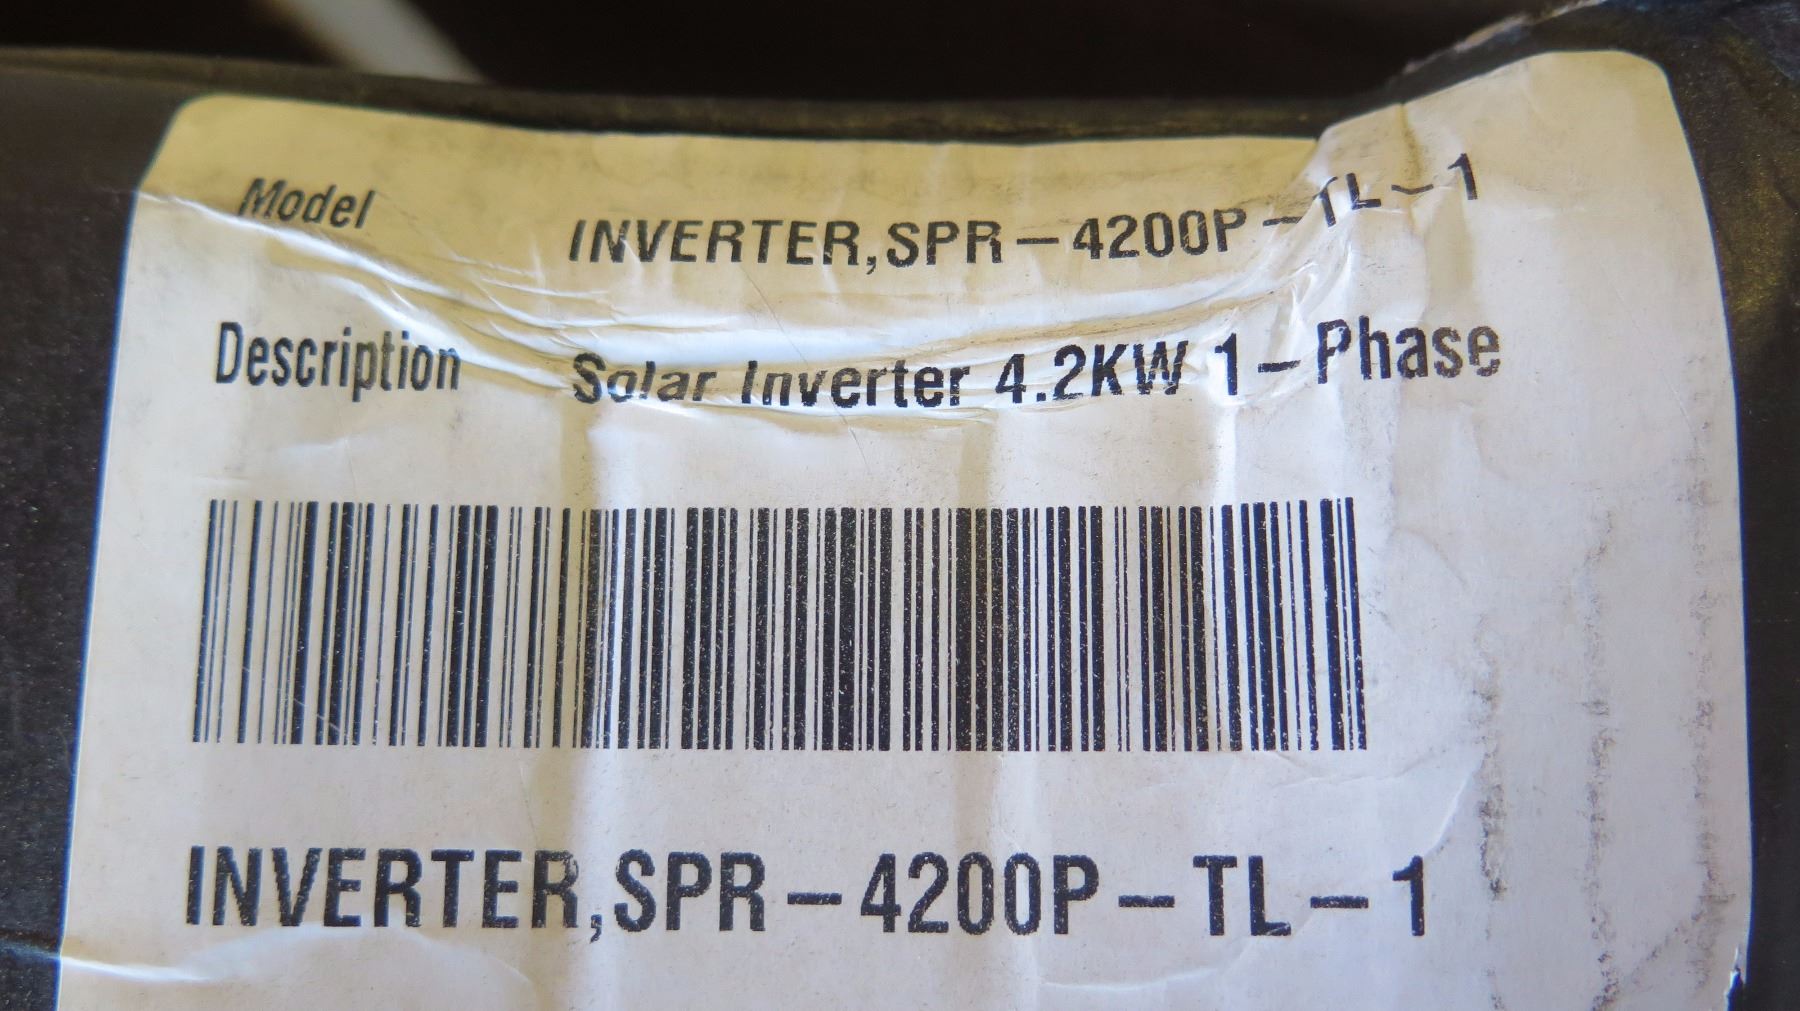 Model INVERTER,SPR-4200P-TL-1
Description Solar Inverter 4.2KW 1-Phase
INVERTER,SPR-4200P-TL-1